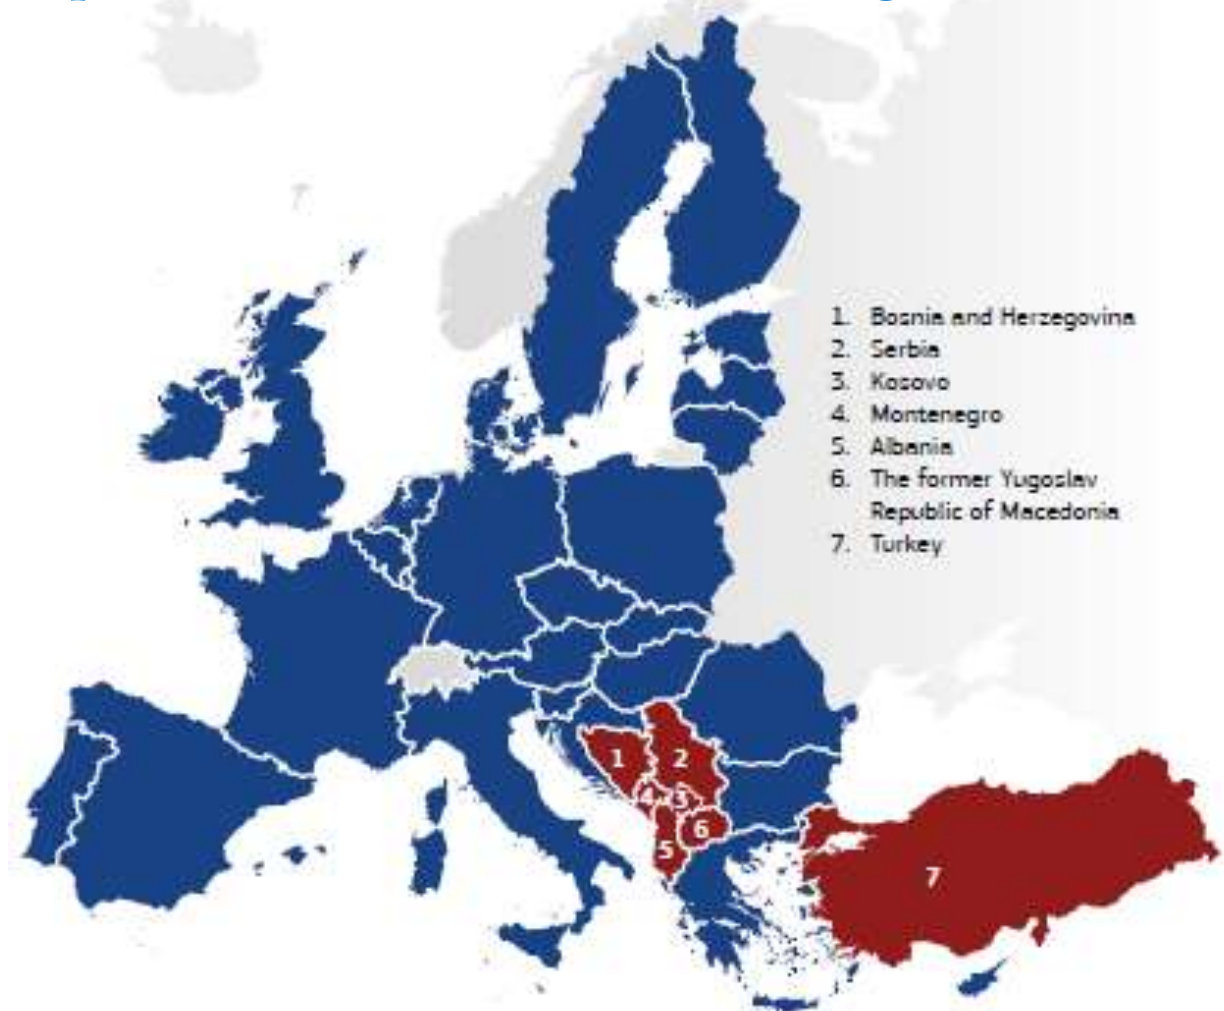 1. Bosnia and Herzegovina
2. Serbia
3. Kosovo
4. Montenegro
5. Albania
6. The former Yugoslav
Republic of Macedonia
7. Turkey
1
2
4
3
6
5
7